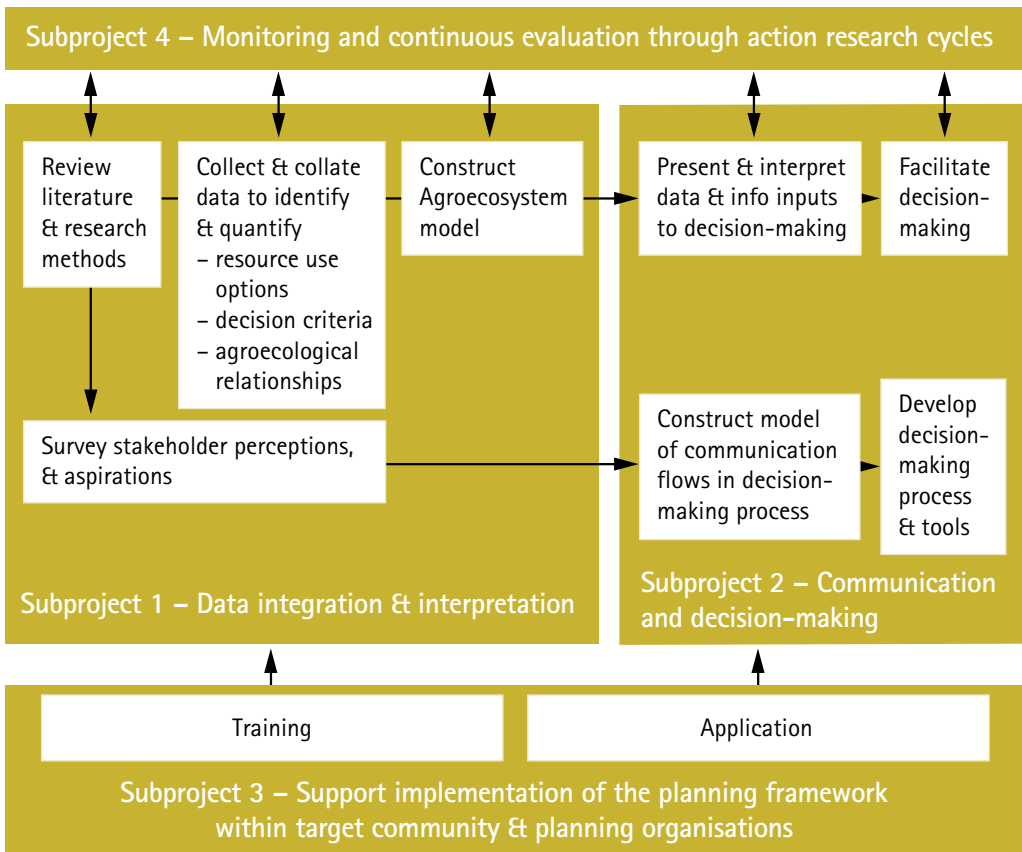 Subproject 4 – Monitoring and continuous evaluation through action research cycles
Review
literature
& research
methods
Collect & collate
data to identify
& quantify
– resource use
options
– decision criteria
– agroecological
relationships
Construct
Agroecosystem
model
Present & interpret
data & info inputs
to decision-making
Facilitate
decision-
making
Survey stakeholder perceptions,
& aspirations
Construct model
of communication
flows in decision-
making process
Develop
decision-
making
process
& tools
Subproject 1 – Data integration & interpretation
Subproject 2 – Communication
and decision-making
Training
Application
Subproject 3 – Support implementation of the planning framework
within target community & planning organisations